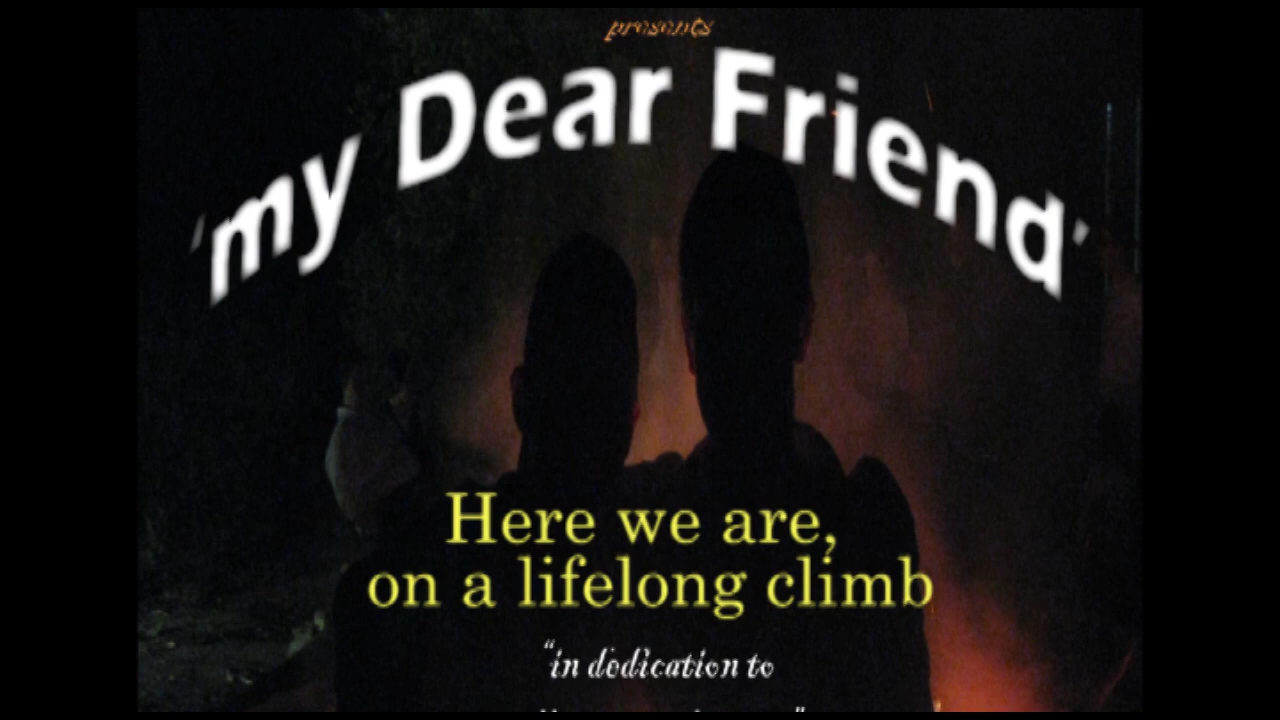 presents
'my Dear Friend'
Here we are,
on a lifelong climb
"in dedication to